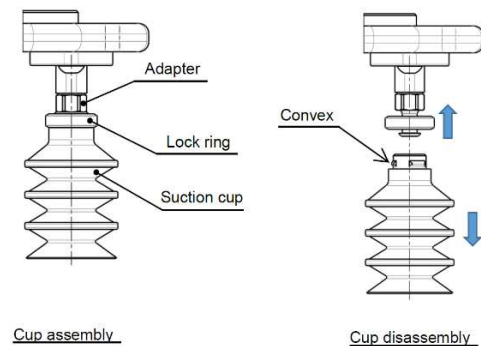 Adapter
Lock ring
Suction cup
Cup assembly
Convex
Cup disassembly